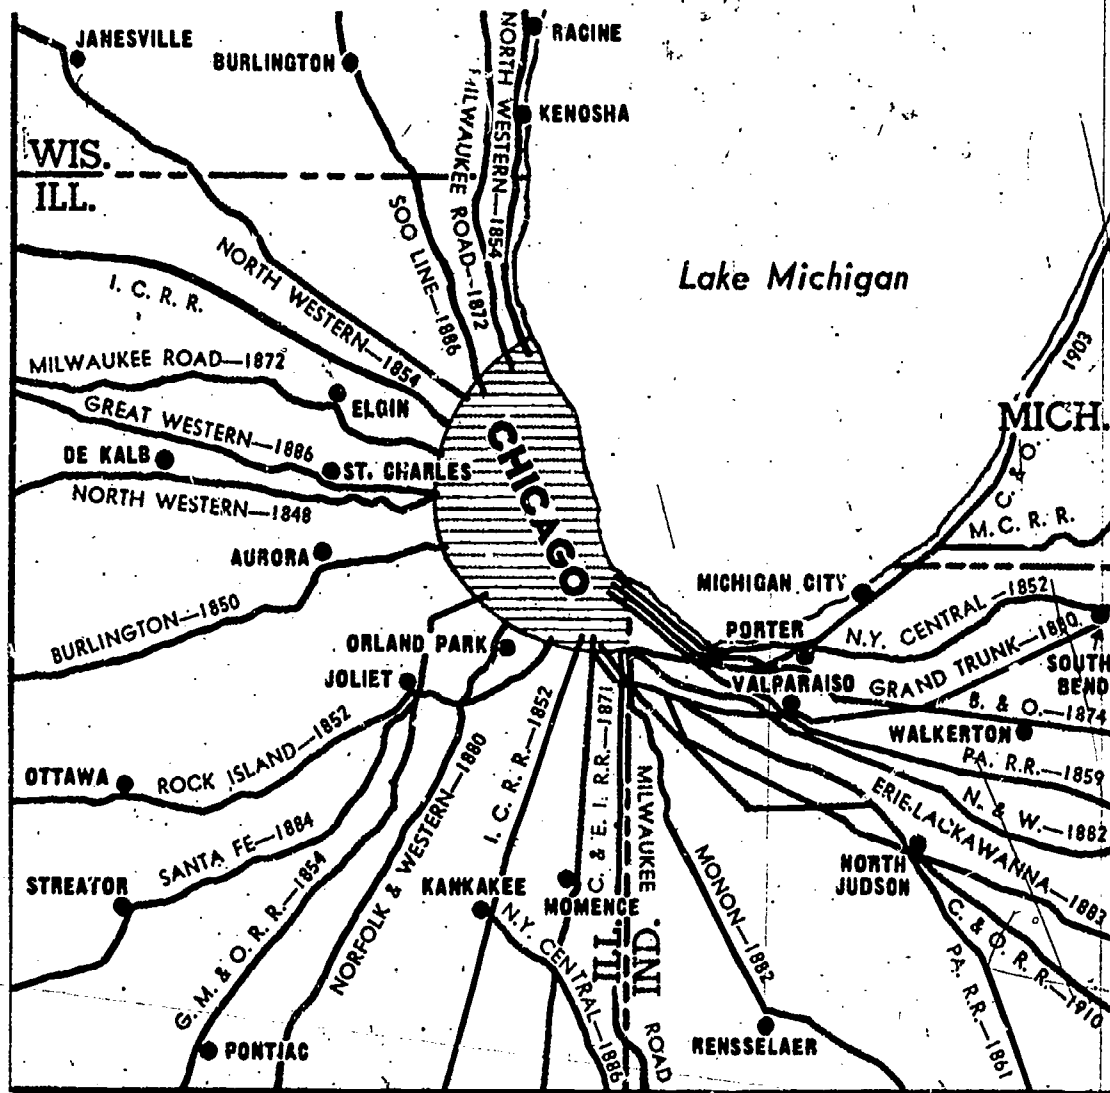 JANESVILLE
BURLINGTON
RACINE
KENOSHA
NORTH WESTERN—1854
MILWAUKEE ROAD—1872
WIS.
ILL.
SOO LINE—1886
NORTH WESTERN—1854
I. C. R. R.
Lake Michigan
1903
MICH.
C. & O.
M. C. R. R.
MILWAUKEE ROAD—1872
ELGIN
GREAT WESTERN—1886
DE KALB
ST. CHARLES
NORTH WESTERN—1848
CHICAGO
AURORA
BURLINGTON—1850
ORLAND PARK
JOLIET
MICHIGAN CITY
PORTER
N.Y. CENTRAL—1852
GRAND TRUNK—1880
SOUTH
BEND
VALPARAISO
B. & O.—1874
WALKERTON
PA. R.R.—1859
N. & W.—1882
ERIE LACKAWANNA—1883
NORTH
JUDSON
C. & O. R. R.—1910
PA. R.R.—1861
OTTAWA
ROCK ISLAND—1852
SANTA FE—1884
STREATOR
G. M. & O. R. R.—1854
NORFOLK & WESTERN—1880
I. C. R. R.—1852
C. & E. I. R.R.—1871
MILWAUKEE
ROAD
MONON—1882
KANKAKEE
MOMENCE
N.Y. CENTRAL—1886
ILL.
IND.
PONTIAC
RENSSELAER